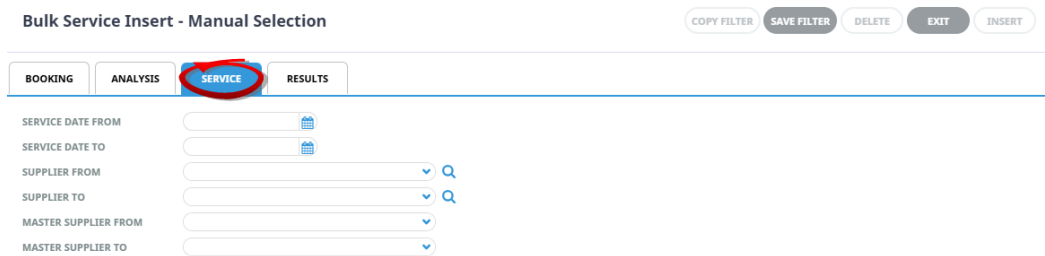 Bulk Service Insert - Manual Selection
COPY FILTER SAVE FILTER DELETE EXIT INSERT
BOOKING ANALYSIS SERVICE RESULTS
SERVICE DATE FROM
SERVICE DATE TO
SUPPLIER FROM
SUPPLIER TO
MASTER SUPPLIER FROM
MASTER SUPPLIER TO